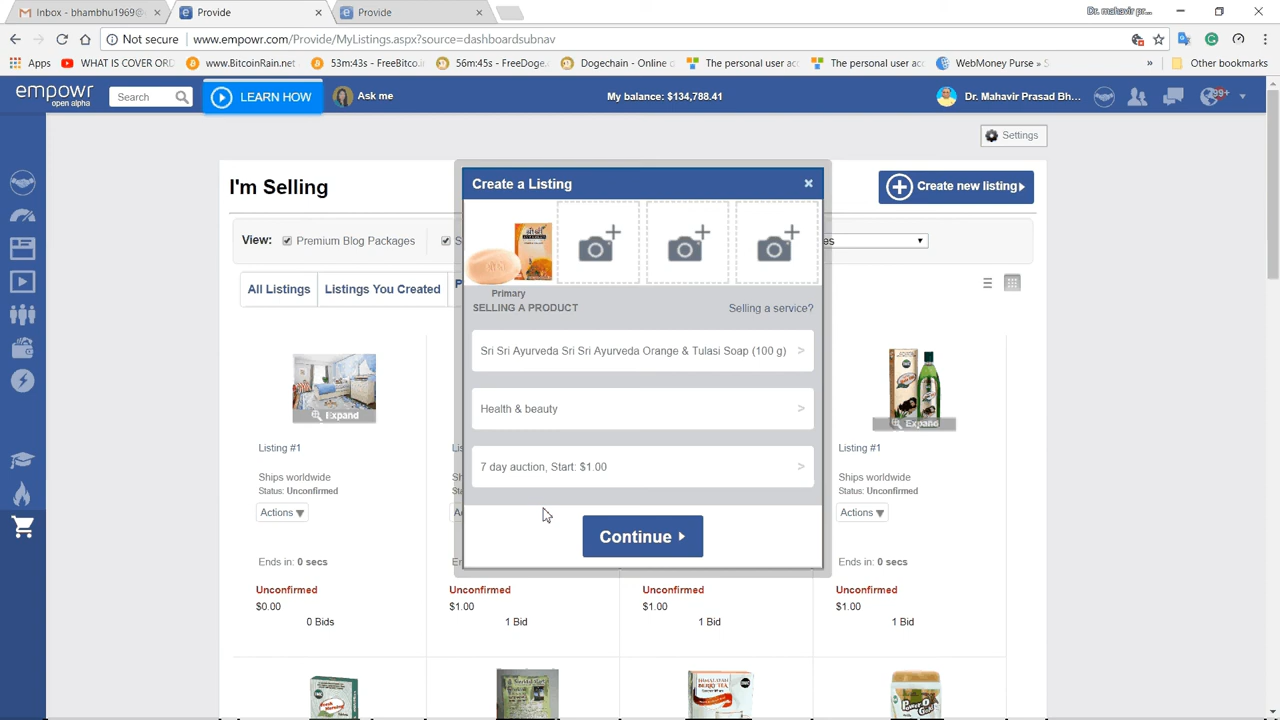 Inbox - bhambhu1969@
Provide
Provide
Dr. mahavir pr...
Not secure
www.empowr.com/Provide/MyListings.aspx?source=dashboardsubnav
Apps
WHAT IS COVER ORD
www.BitcoinRain.net
53m:43s - FreeBitco.i
56m:45s - FreeDoge
Dogechain - Online
The personal user acc
The personal user acc
WebMoney Purse » S
»
Other bookmarks
empowr
open alpha
Search
LEARN HOW
Ask me
My balance: $134,788.41
Dr. Mahavir Prasad Bh...
99+
Settings
I'm Selling
Create new listing
View:
Premium Blog Packages
S
es
All Listings
Listings You Created
P
Create a Listing
×
Primary
SELLING A PRODUCT
Selling a service?
Sri Sri Ayurveda Sri Sri Ayurveda Orange & Tulasi Soap (100 g) >
Health & beauty >
7 day auction, Start: $1.00 >
Continue
Expand
Listing #1
Ships worldwide
Status: Unconfirmed
Actions ▼
Ends in: 0 secs
Unconfirmed
$0.00
0 Bids
Unconfirmed
$1.00
1 Bid
Unconfirmed
$1.00
1 Bid
Expand
Listing #1
Ships worldwide
Status: Unconfirmed
Actions ▼
Ends in: 0 secs
Unconfirmed
$1.00
1 Bid